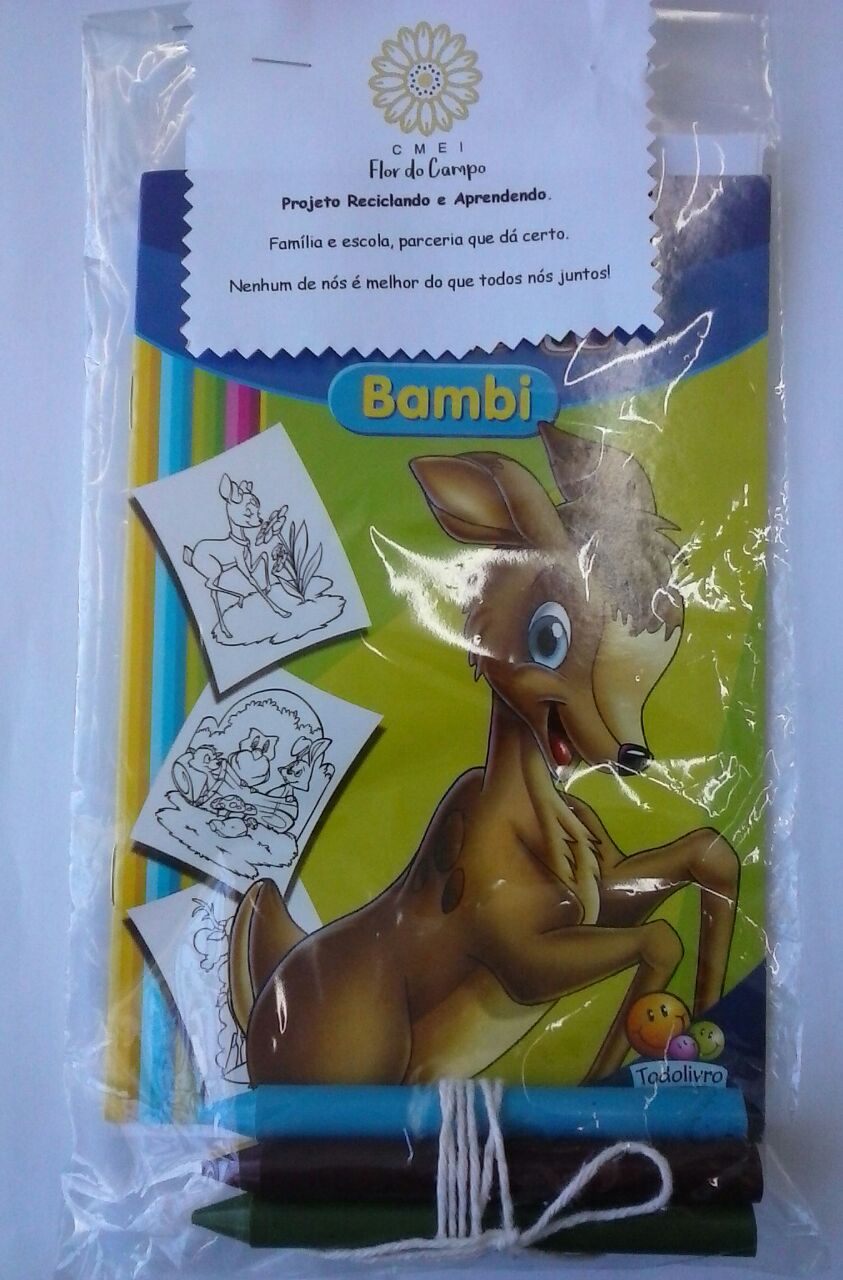 C M E I
Flor do Campo
Projeto Reciclando e Aprendendo.
Família e escola, parceria que dá certo.
Nenhum de nós é melhor do que todos nós juntos!
Bambi
Todolivro